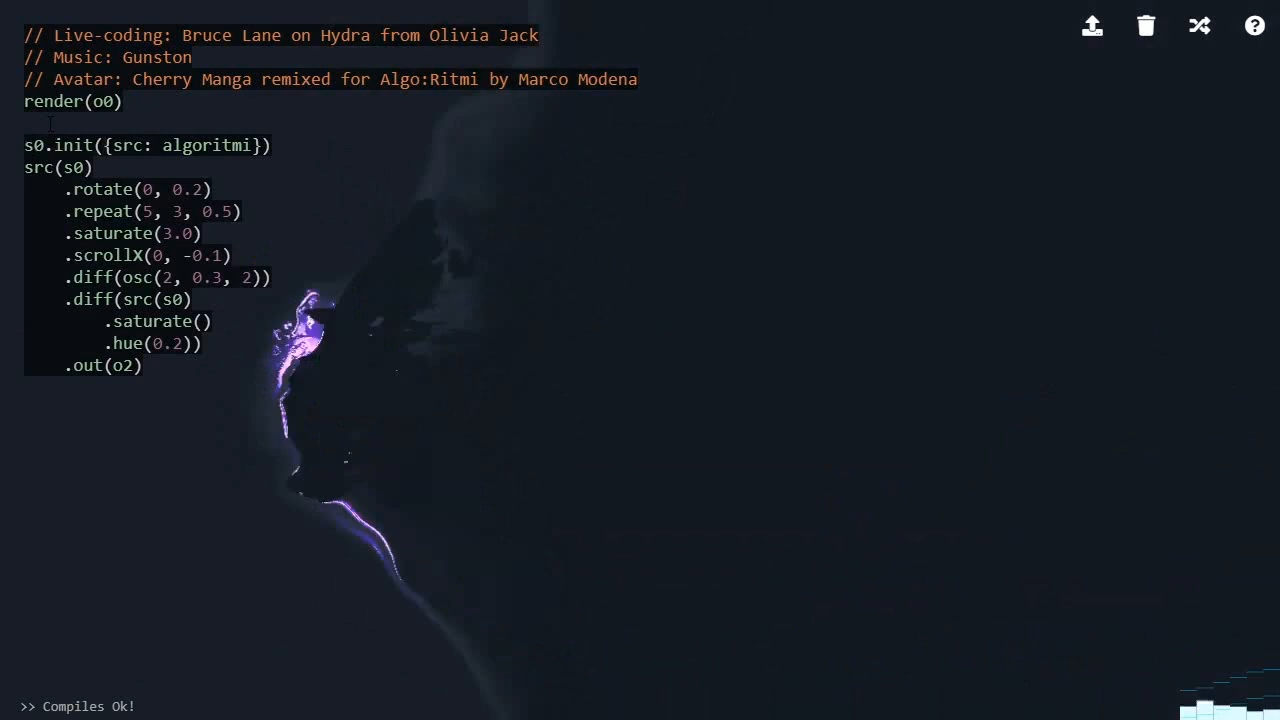 // Live-coding: Bruce Lane on Hydra from Olivia Jack
// Music: Gunston
// Avatar: Cherry Manga remixed for Algo:Ritmi by Marco Modena
render(o0)
s0.init({src: algoritmi})
src(s0)
    .rotate(0, 0.2)
    .repeat(5, 3, 0.5)
    .saturate(3.0)
    .scrollX(0, -0.1)
    .diff(osc(2, 0.3, 2))
    .diff(src(s0)
        .saturate()
        .hue(0.2))
    .out(o2)
>> Compiles Ok!